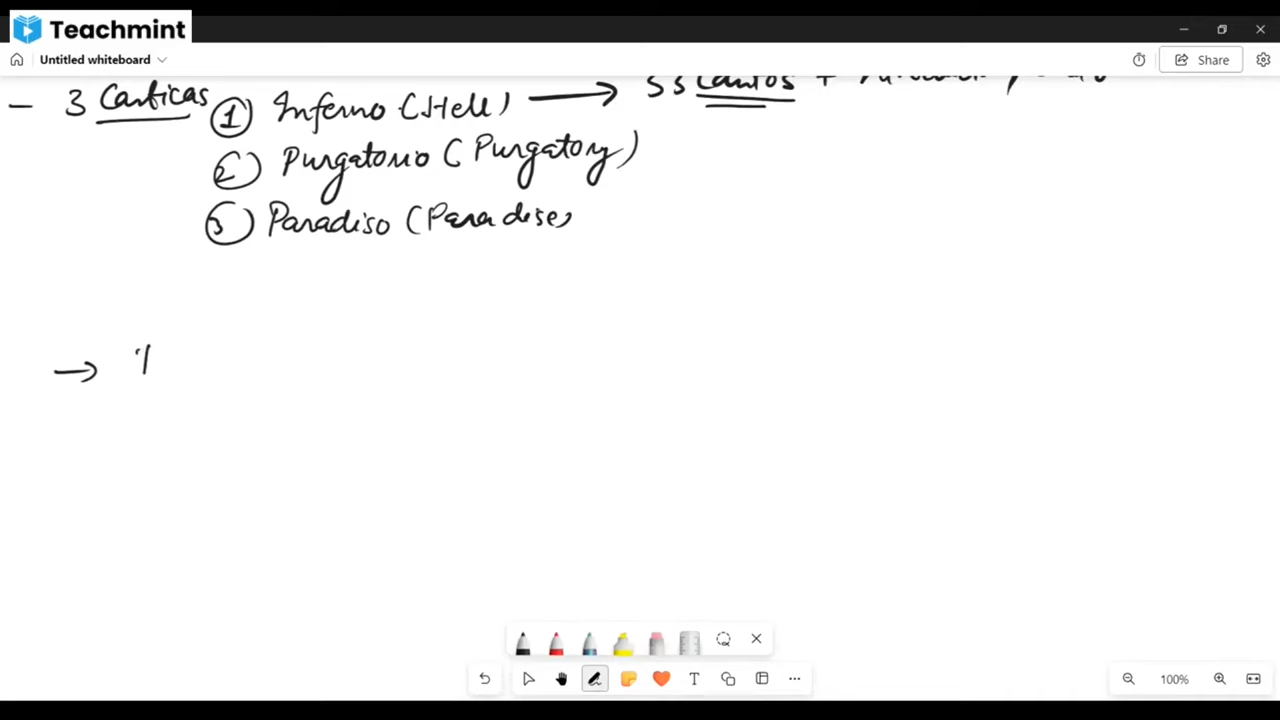 Teachmint
Untitled whiteboard
Share
33 Cantos +
- 3 Canticas ① Inferno (Hell) →
② Purgatorio (Purgatory)
③ Paradiso (Paradise)
→
100%